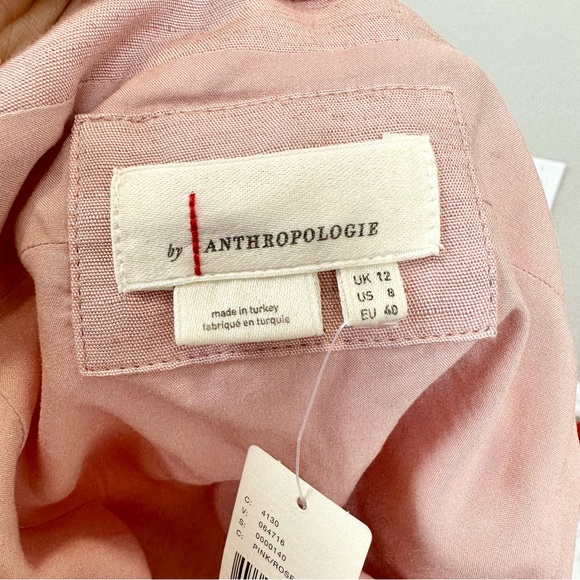 by ANTHROPOLOGIE
made in turkey
fabriqué en turquie
UK 12
US 8
EU 40
C: 4130
V: 064716
S: 0000140
C: PINK/ROSE